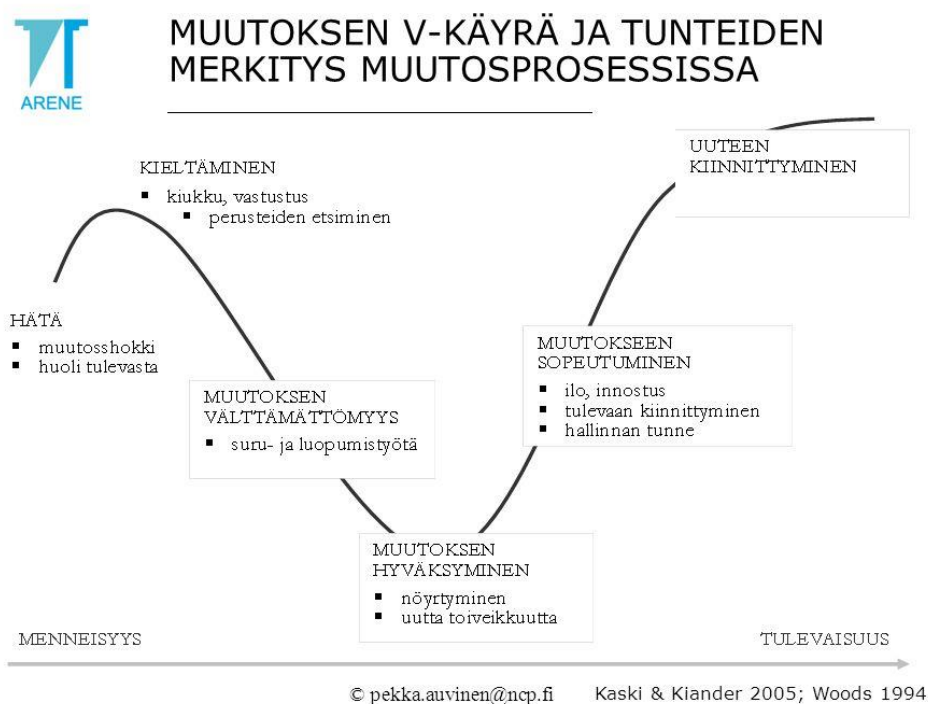 MUUTOKSEN V-KÄYRÄ JA TUNTEIDEN
MERKITYS MUUTOSPROSESSISSA
ARENE
KIELTÄMINEN
▪ kiukku, vastustus
▪ perusteiden etsiminen
UUTEEN
KIINNITTYMINEN
HÄTÄ
▪ muutosshokki
▪ huoli tulevasta
MUUTOKSEN
VÄLTTÄMÄTTÖMYYS
▪ suru- ja luopumistyötä
MUUTOKSEEN
SOPEUTUMINEN
▪ ilo, innostus
▪ tulevaan kiinnittyminen
▪ hallinnan tunne
MUUTOKSEN
HYVÄKSYMINEN
▪ nöyrtyminen
▪ uutta toiveikkuutta
MENNEISYYS
TULEVAISUUS
© pekka.auvinen@ncp.fi
Kaski & Kiander 2005; Woods 1994